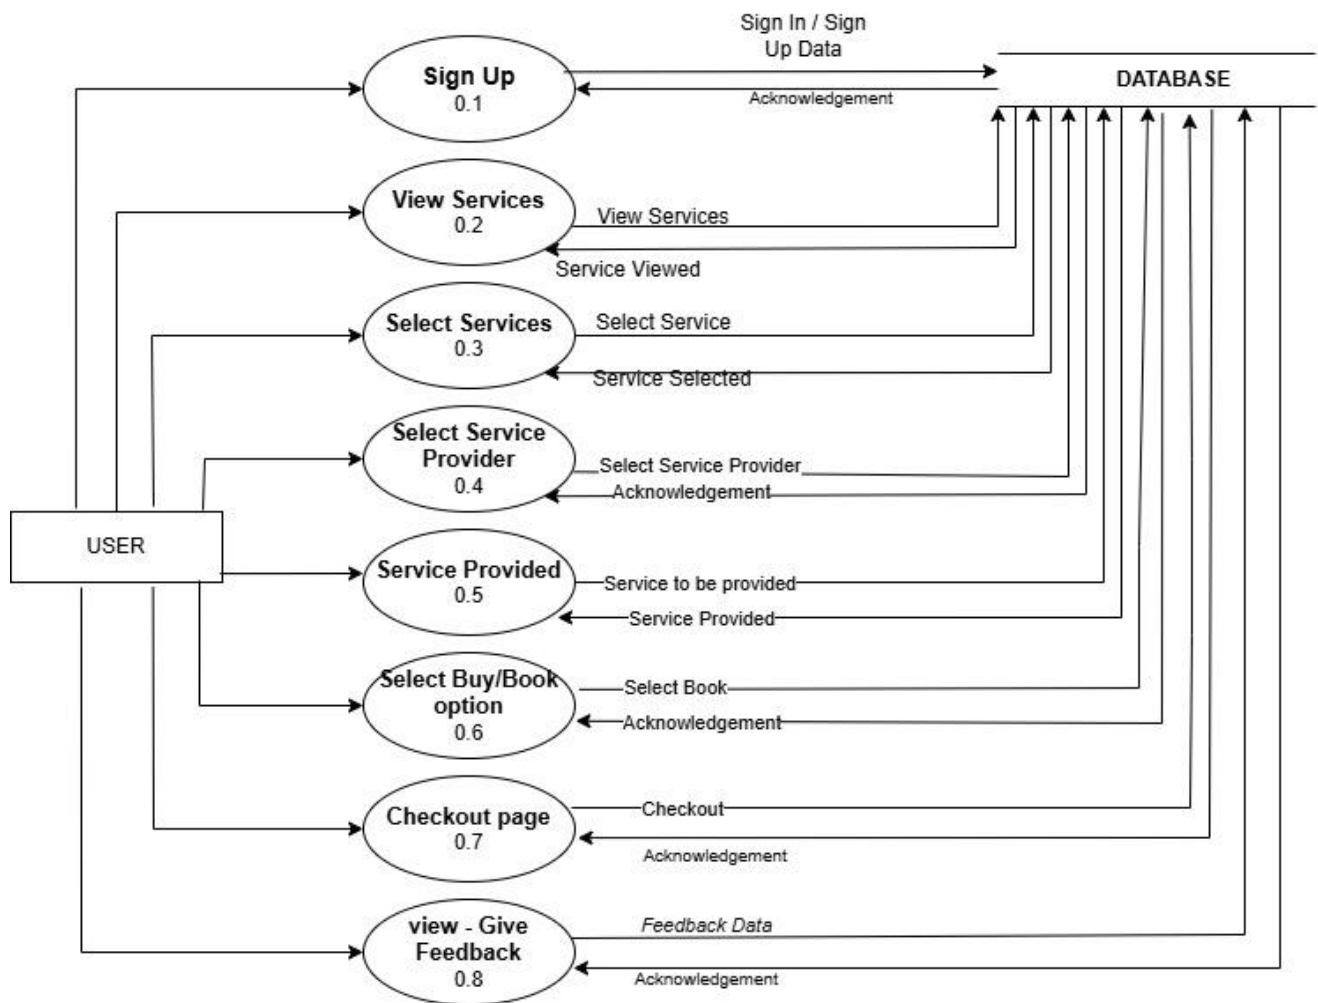 Sign In / Sign
Up Data
Sign Up
0.1
DATABASE
Acknowledgement
View Services
0.2
View Services
Service Viewed
Select Services
0.3
Select Service
Service Selected
Select Service
Provider
0.4
Select Service Provider
Acknowledgement
USER
Service Provided
0.5
Service to be provided
Service Provided
Select Buy/Book
option
0.6
Select Book
Acknowledgement
Checkout page
0.7
Checkout
Acknowledgement
view - Give
Feedback
0.8
Feedback Data
Acknowledgement